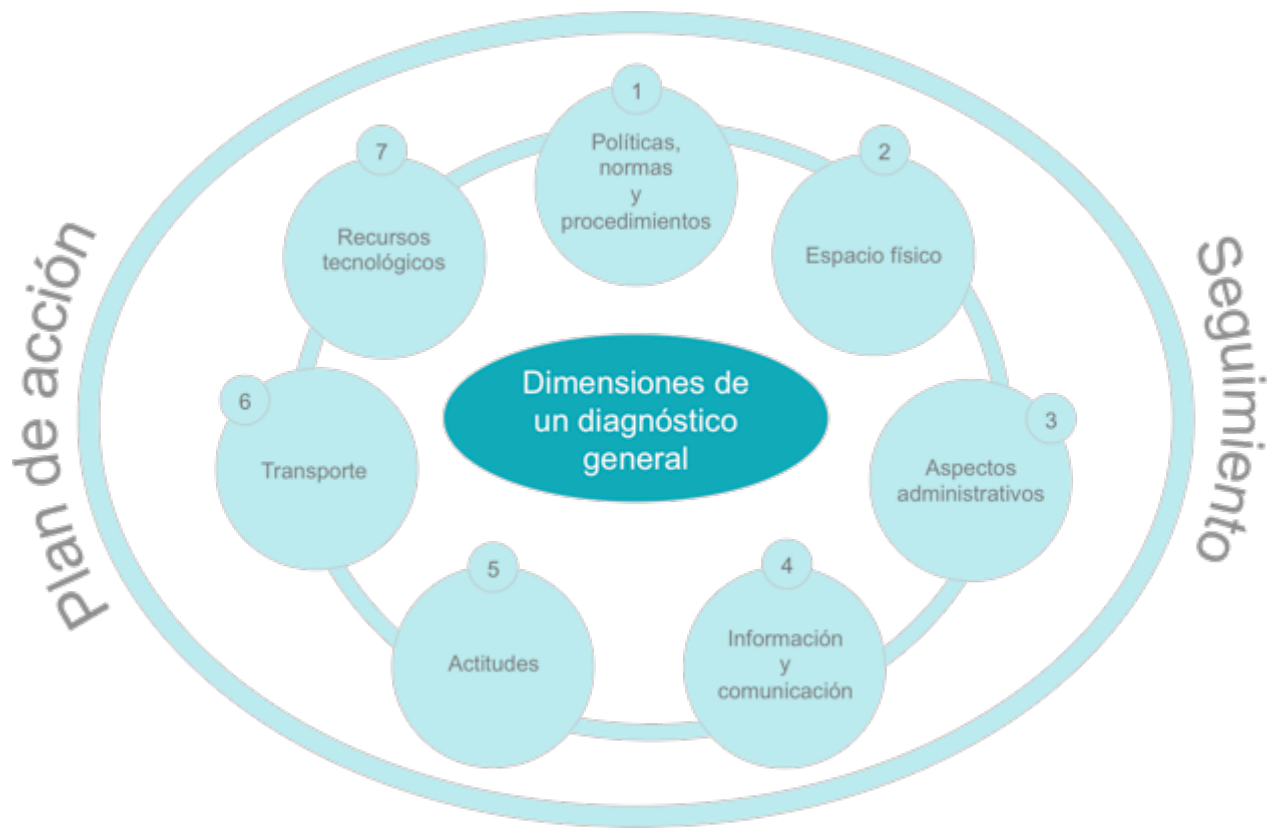 Plan de acción
Seguimiento
Dimensiones de
un diagnóstico
general
1
Políticas,
normas
y
procedimientos
2
Espacio físico
3
Aspectos
administrativos
4
Información
y
comunicación
5
Actitudes
6
Transporte
7
Recursos
tecnológicos